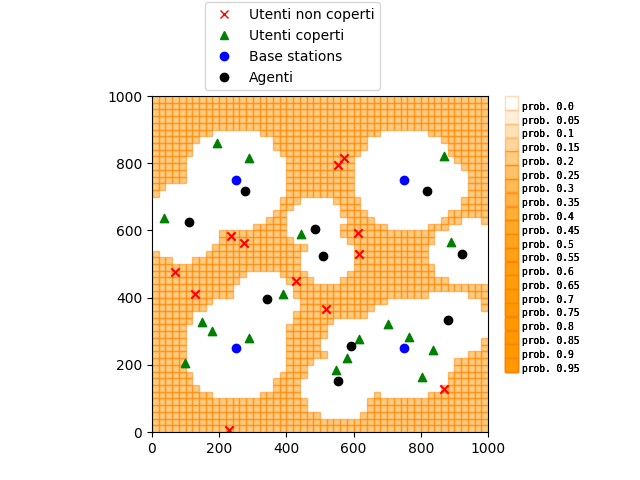 Utenti non coperti
Utenti coperti
Base stations
Agenti
1000
800
600
400
200
0
0
200
400
600
800
1000
prob. 0.0
prob. 0.05
prob. 0.1
prob. 0.15
prob. 0.2
prob. 0.25
prob. 0.3
prob. 0.35
prob. 0.4
prob. 0.45
prob. 0.5
prob. 0.55
prob. 0.6
prob. 0.65
prob. 0.7
prob. 0.75
prob. 0.8
prob. 0.85
prob. 0.9
prob. 0.95